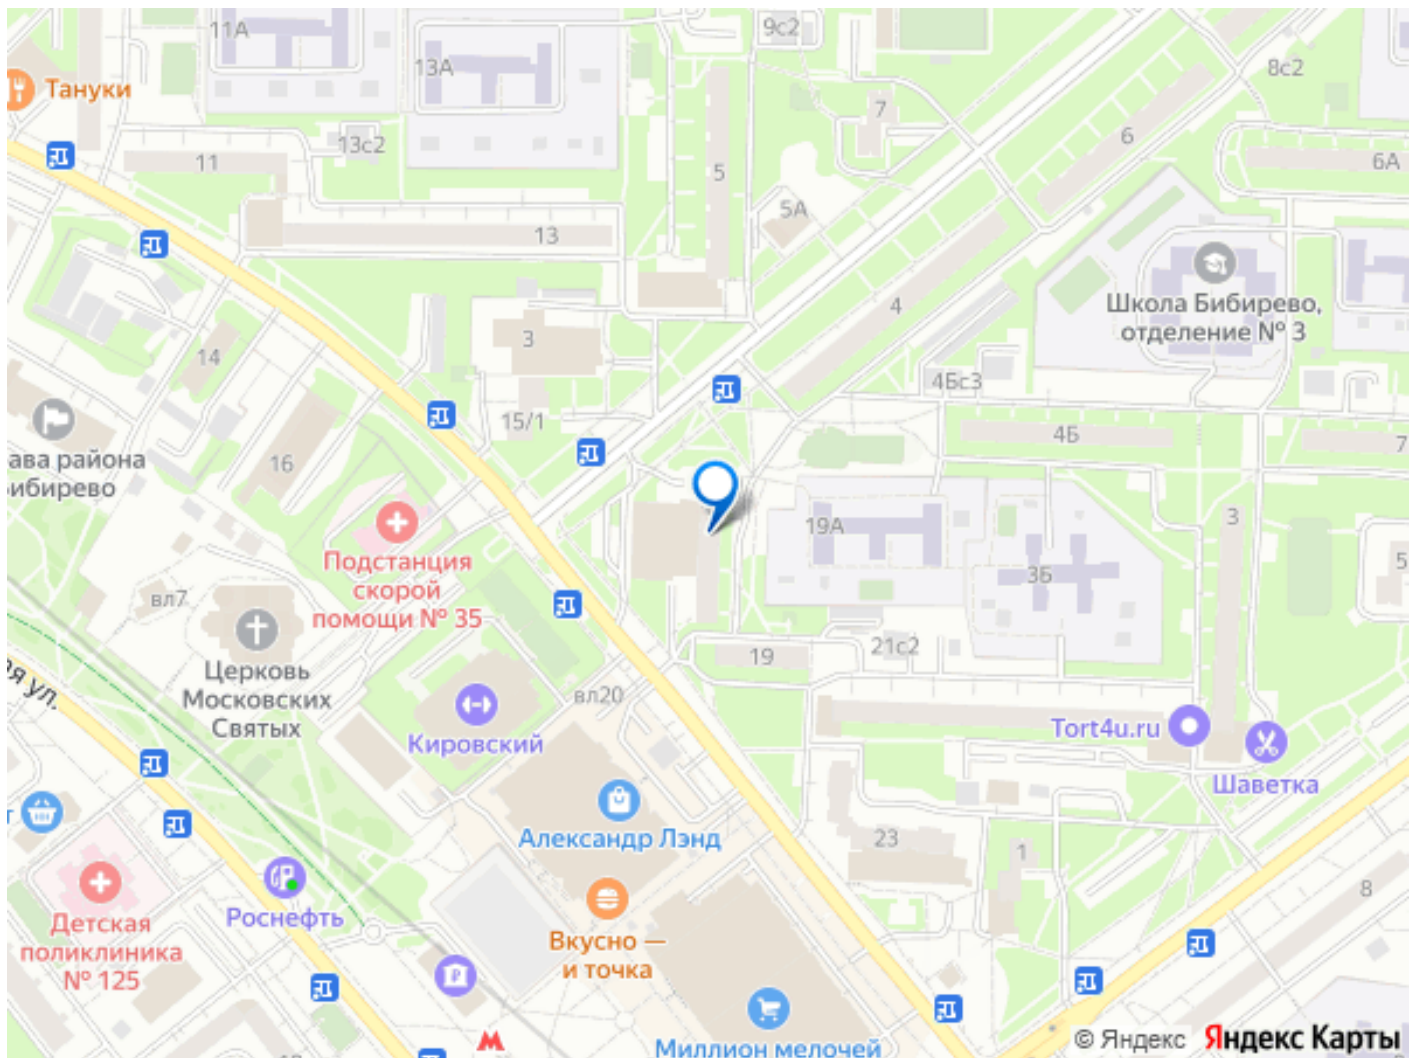 11А
9с2
13А
8с2
Тануки
7
6
13с2
11
5
6А
5А
13
Школа Бибирево,
отделение № 3
4
3
14
4Бс3
15/1
4Б
7
ава района
ибирево
16
3
19А
Подстанция
скорой
помощи № 35
5
3Б
вл7
Церковь
Московских
Святых
19
21с2
ая ул.
вл20
Кировский
Tort4u.ru
Шаветка
т
Александр Лэнд
23
1
8
Роснефть
Детская
поликлиника
№ 125
Вкусно —
и точка
Миллион мелочей
© Яндекс Яндекс Карты